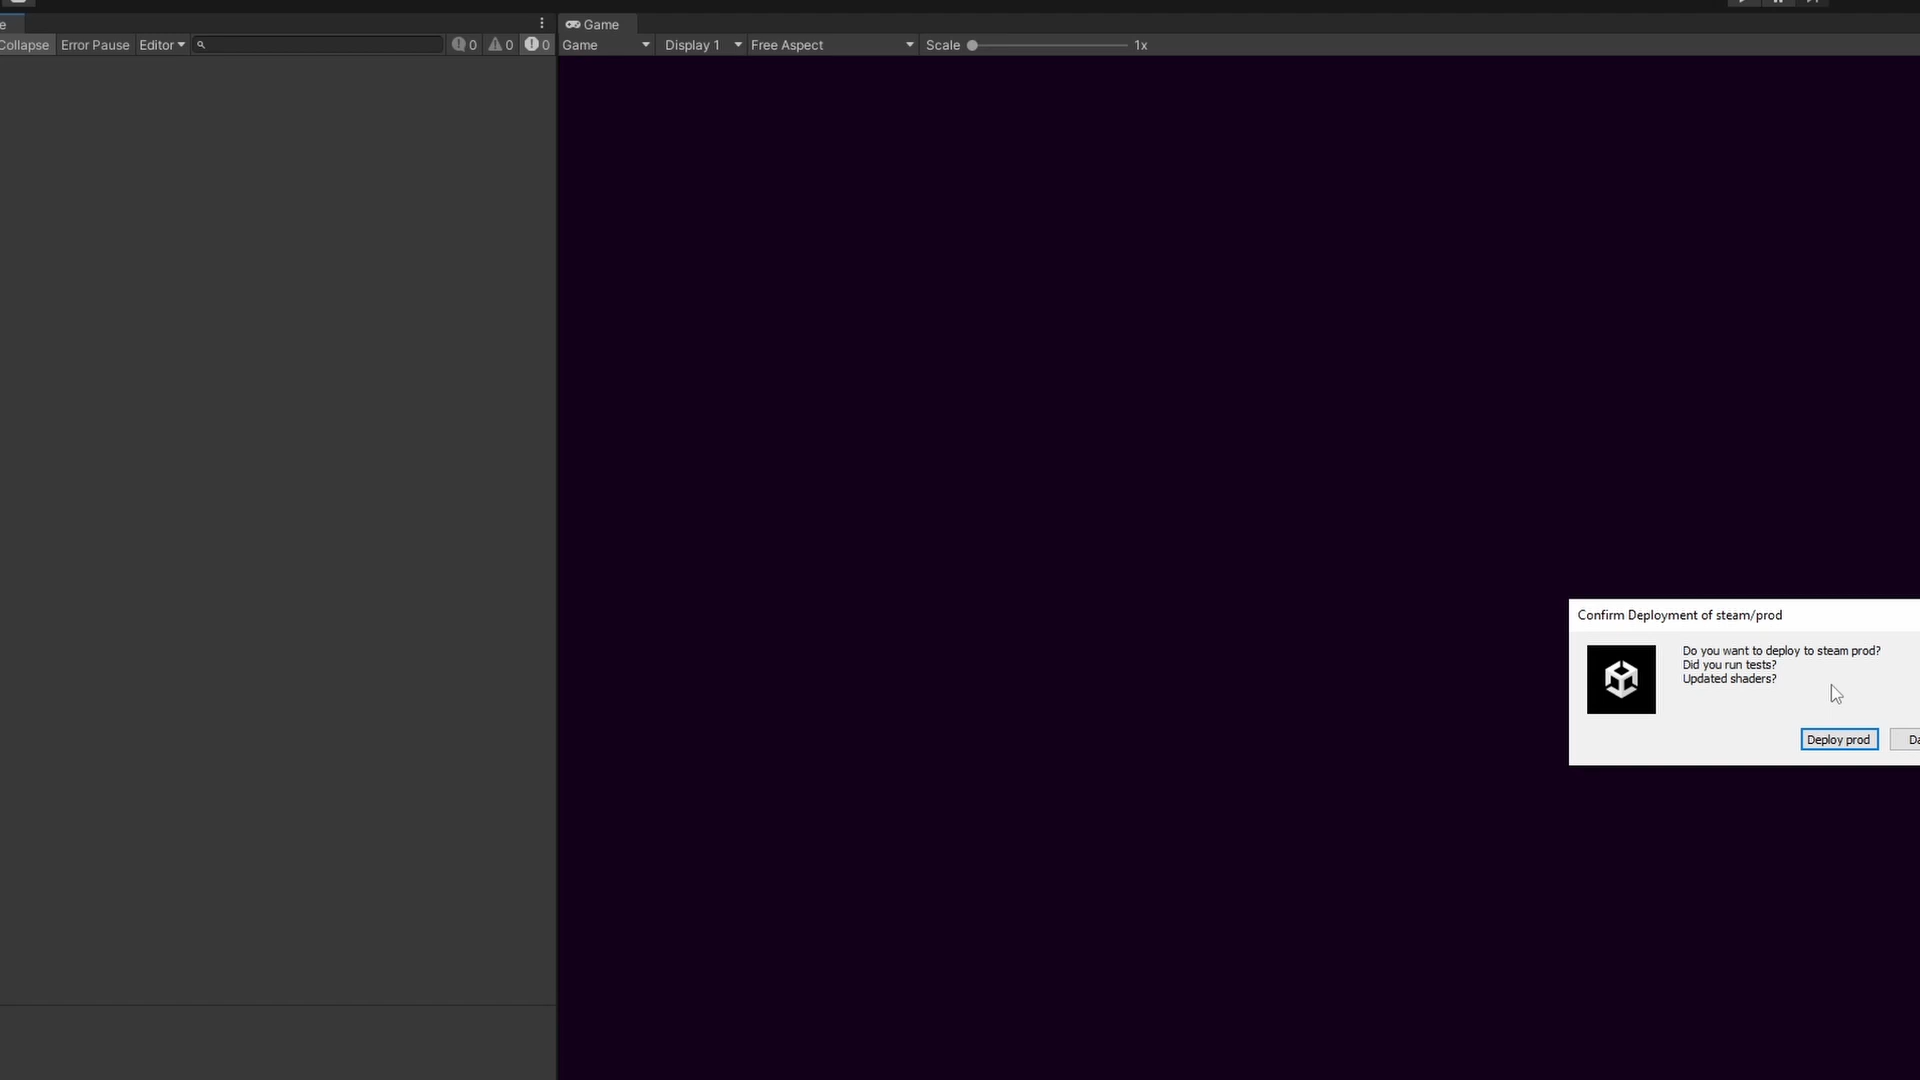 e
Game
Collapse
Error Pause
Editor
0
0
0
Game
Display 1
Free Aspect
Scale
1x
Confirm Deployment of steam/prod
Do you want to deploy to steam prod?
Did you run tests?
Updated shaders?
Deploy prod
Da